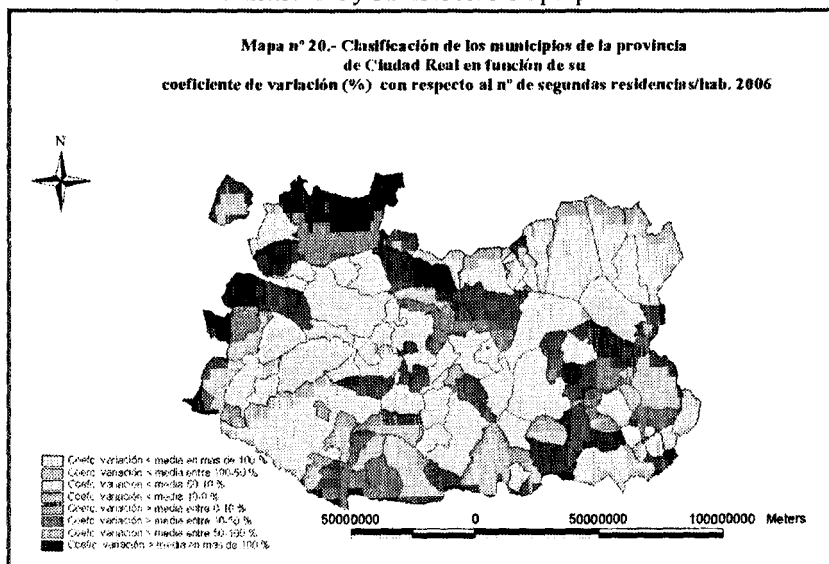 Mapa nº 20.- Clasificación de los municipios de la provincia
de Ciudad Real en función de su
coeficiente de variación (%) con respecto al nº de segundas residencias/hab. 2006
N
Coefc. variación < media en mas de 100 %
Coefc. variación < media entre 100-50 %
Coefc. variación < media 50-10 %
Coefc. variación < media 10-0 %
Coefc. variación > media entre 0-10 %
Coefc. variación > media entre 10-50 %
Coefc. variación > media entre 50-100 %
Coefc. variación > media en mas de 100 %
50000000 0 50000000 100000000 Meters